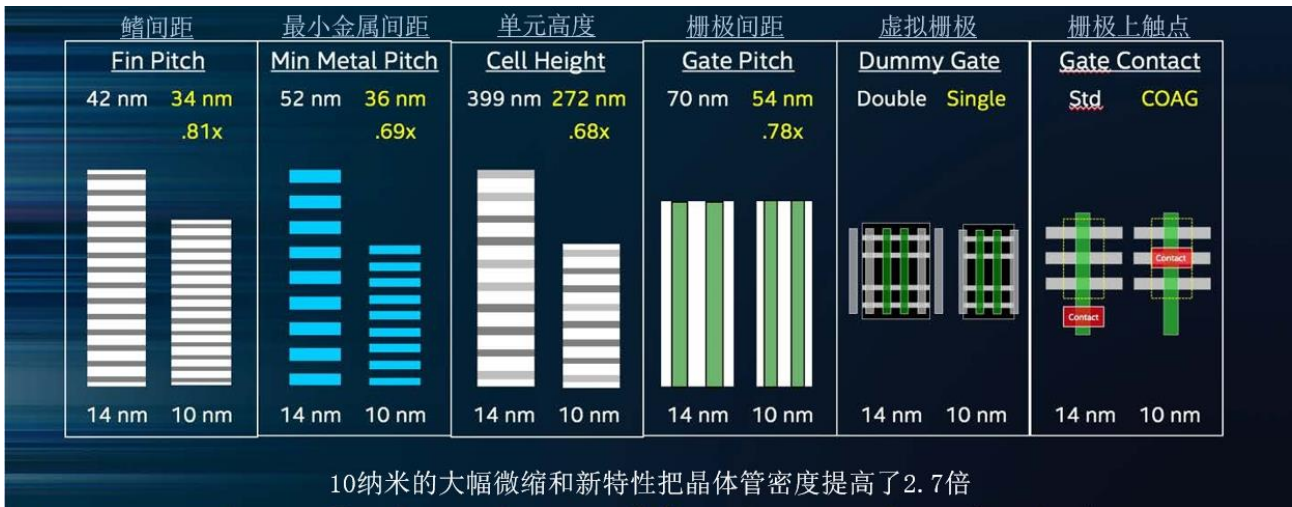 鳍间距 最小金属间距 单元高度 栅极间距 虚拟栅极 栅极上触点
Fin Pitch Min Metal Pitch Cell Height Gate Pitch Dummy Gate Gate Contact
42 nm 34 nm 52 nm 36 nm 399 nm 272 nm 70 nm 54 nm Double Single Std COAG
.81x .69x .68x .78x
Contact
Contact
14 nm 10 nm 14 nm 10 nm 14 nm 10 nm 14 nm 10 nm 14 nm 10 nm 14 nm 10 nm
10纳米的大幅微缩和新特性把晶体管密度提高了2.7倍